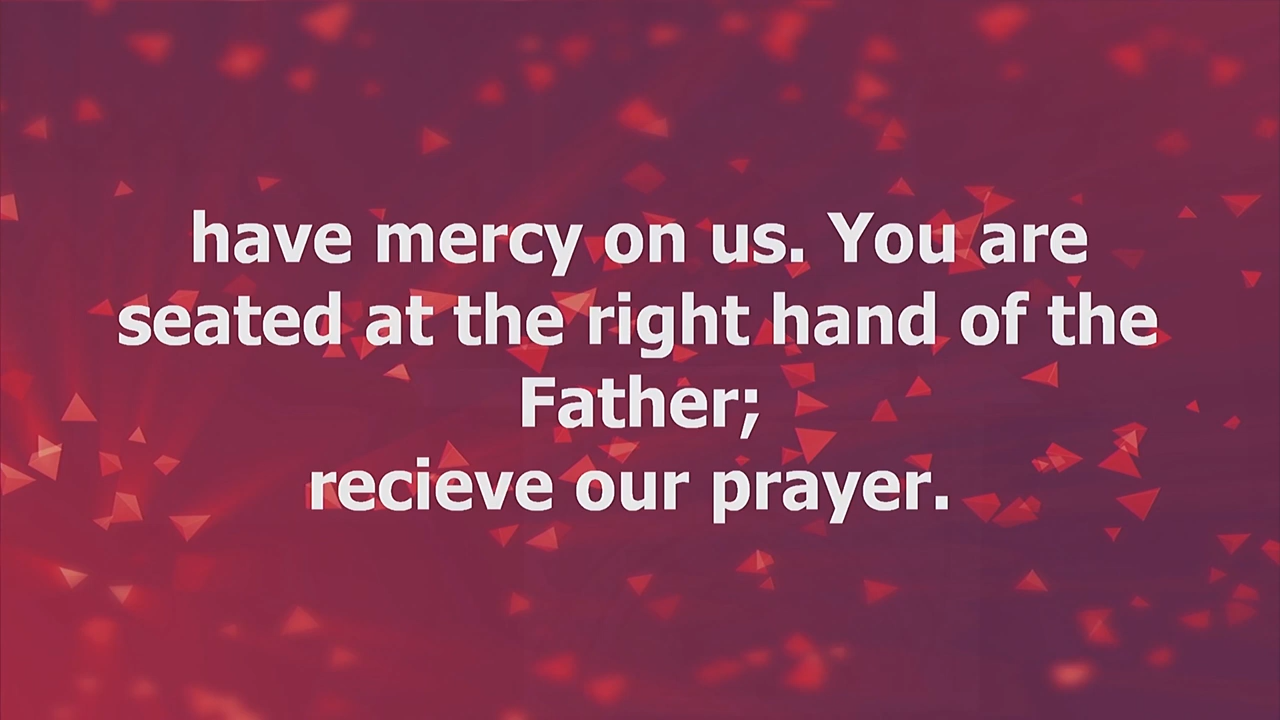 have mercy on us. You are
seated at the right hand of the
Father;
recieve our prayer.